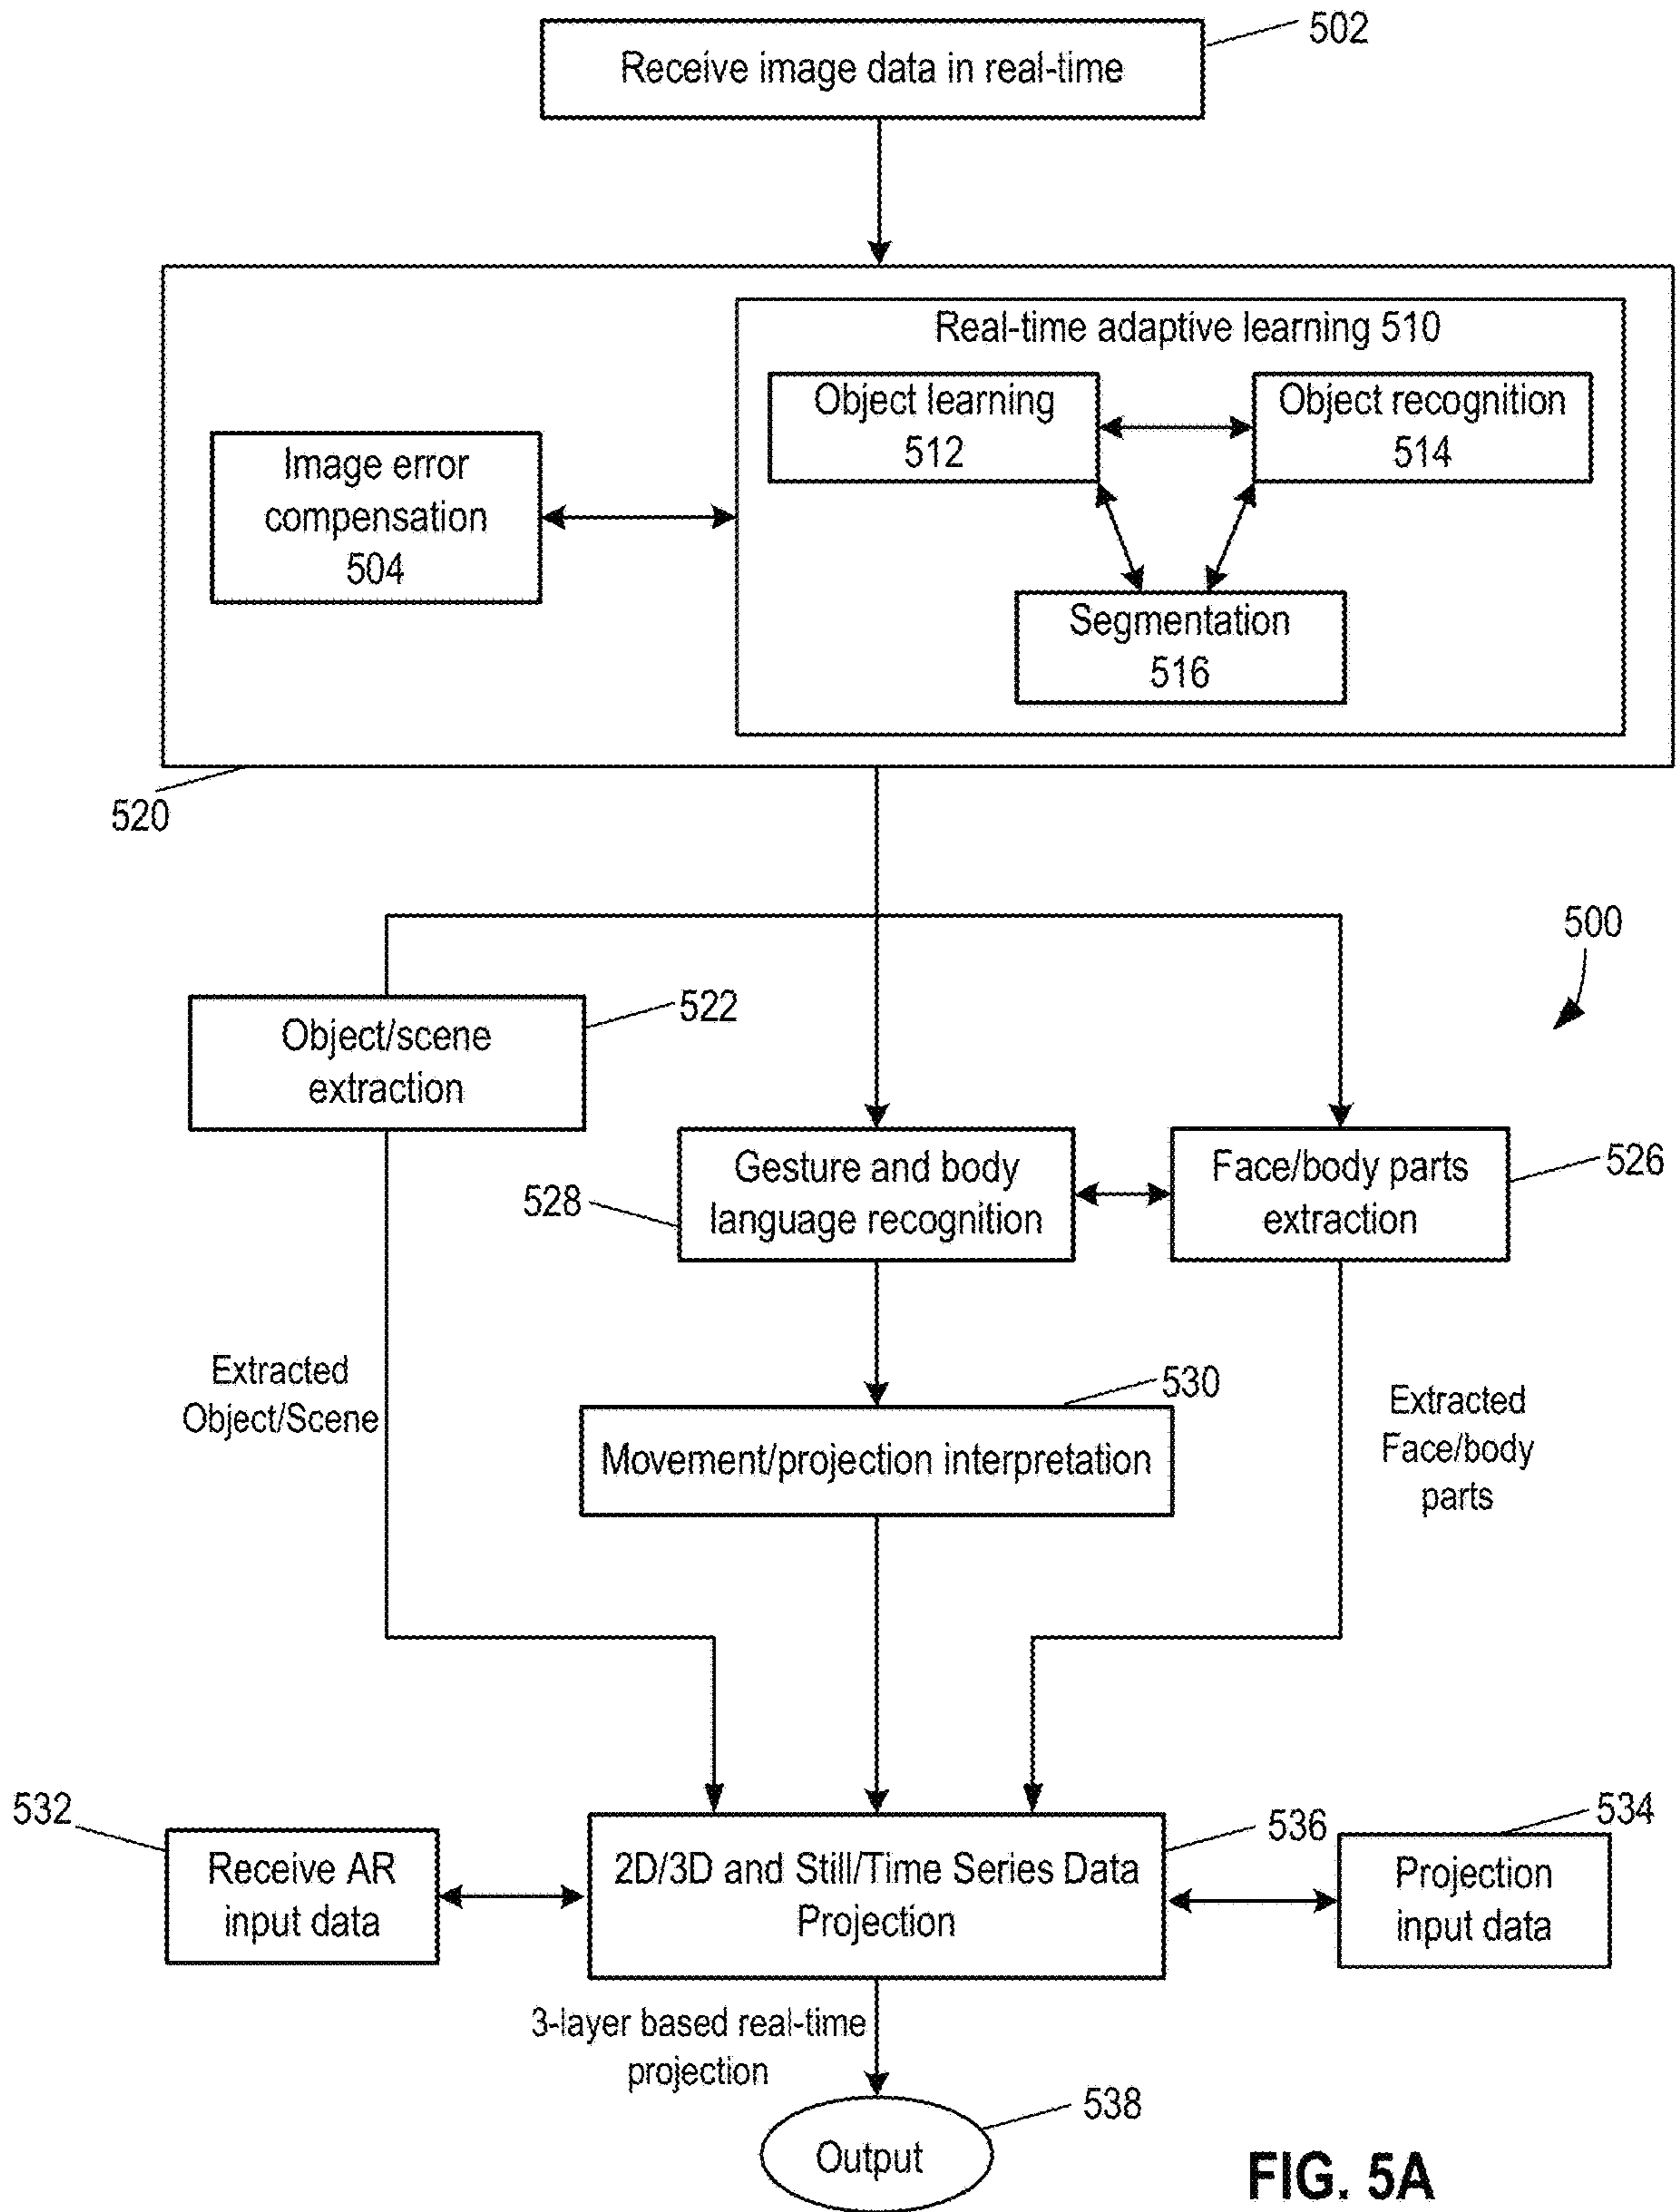 502
Receive image data in real-time
Real-time adaptive learning 510
Object learning
512
Object recognition
514
Image error
compensation
504
Segmentation
516
520
500
522
Object/scene
extraction
Gesture and body
language recognition
528
Face/body parts
extraction
526
Extracted
Object/Scene
530
Movement/projection interpretation
Extracted
Face/body
parts
532
Receive AR
input data
2D/3D and Still/Time Series Data
Projection
536
534
Projection
input data
3-layer based real-time
projection
538
Output
FIG. 5A